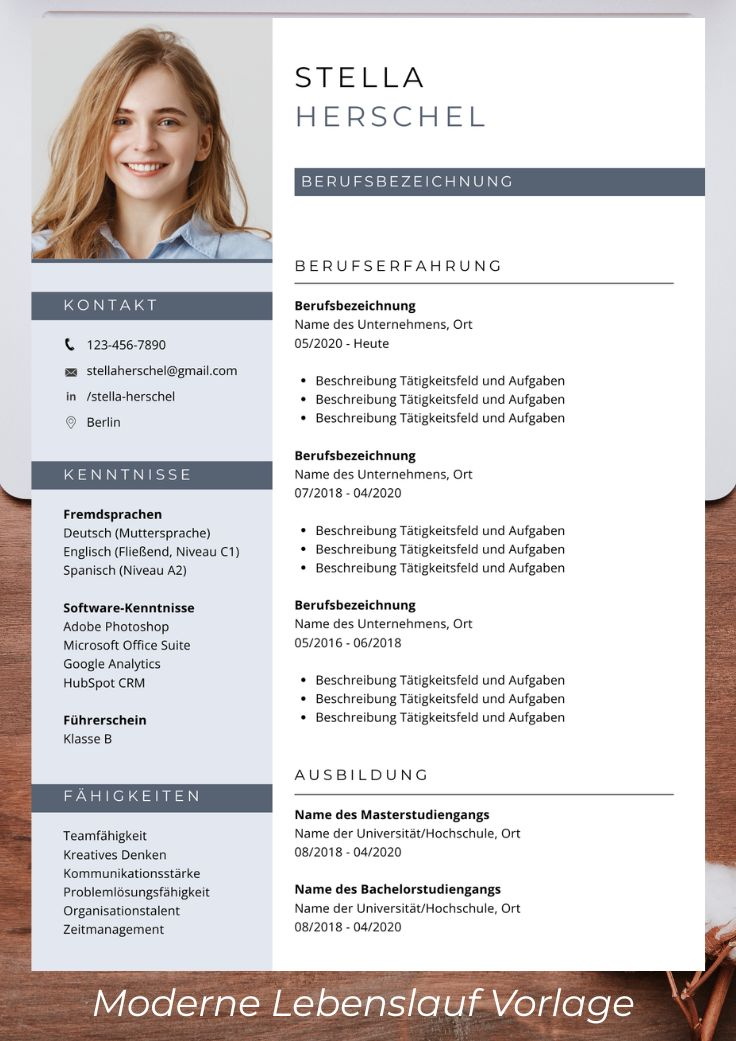 STELLA
HERSCHEL
BERUFSBEZEICHNUNG
KONTAKT
123-456-7890
stellaherschel@gmail.com
in /stella-herschel
Berlin
KENNTNISSE
Fremdsprachen
Deutsch (Muttersprache)
Englisch (Fließend, Niveau C1)
Spanisch (Niveau A2)
Software-Kenntnisse
Adobe Photoshop
Microsoft Office Suite
Google Analytics
HubSpot CRM
Führerschein
Klasse B
FÄHIGKEITEN
Teamfähigkeit
Kreatives Denken
Kommunikationsstärke
Problemlösungsfähigkeit
Organisationstalent
Zeitmanagement
BERUFSERFAHRUNG
Berufsbezeichnung
Name des Unternehmens, Ort
05/2020 - Heute
• Beschreibung Tätigkeitsfeld und Aufgaben
• Beschreibung Tätigkeitsfeld und Aufgaben
• Beschreibung Tätigkeitsfeld und Aufgaben
Berufsbezeichnung
Name des Unternehmens, Ort
07/2018 - 04/2020
• Beschreibung Tätigkeitsfeld und Aufgaben
• Beschreibung Tätigkeitsfeld und Aufgaben
• Beschreibung Tätigkeitsfeld und Aufgaben
Berufsbezeichnung
Name des Unternehmens, Ort
05/2016 - 06/2018
• Beschreibung Tätigkeitsfeld und Aufgaben
• Beschreibung Tätigkeitsfeld und Aufgaben
• Beschreibung Tätigkeitsfeld und Aufgaben
AUSBILDUNG
Name des Masterstudiengangs
Name der Universität/Hochschule, Ort
08/2018 - 04/2020
Name des Bachelorstudiengangs
Name der Universität/Hochschule, Ort
08/2018 - 04/2020
Moderne Lebenslauf Vorlage